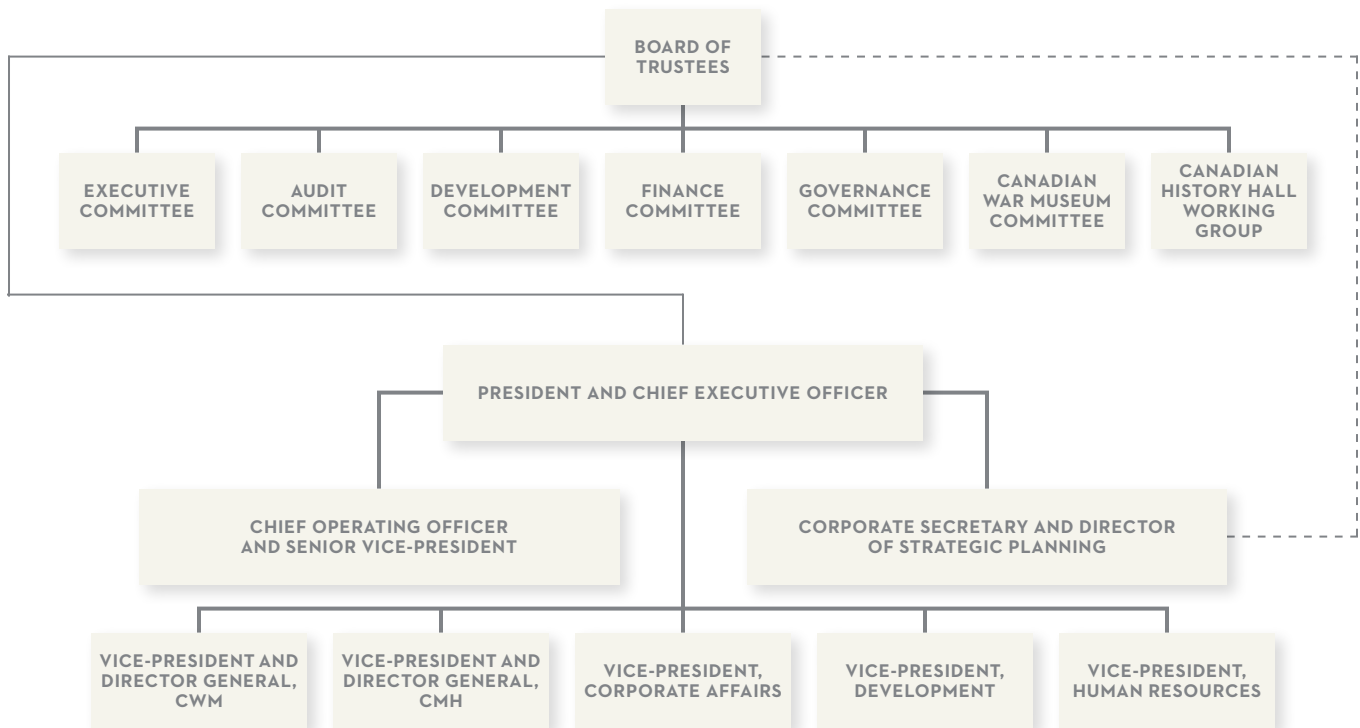 BOARD OF
TRUSTEES
EXECUTIVE
COMMITTEE
AUDIT
COMMITTEE
DEVELOPMENT
COMMITTEE
FINANCE
COMMITTEE
GOVERNANCE
COMMITTEE
CANADIAN
WAR MUSEUM
COMMITTEE
CANADIAN
HISTORY HALL
WORKING
GROUP
PRESIDENT AND CHIEF EXECUTIVE OFFICER
CHIEF OPERATING OFFICER
AND SENIOR VICE-PRESIDENT
CORPORATE SECRETARY AND DIRECTOR
OF STRATEGIC PLANNING
VICE-PRESIDENT AND
DIRECTOR GENERAL,
CWM
VICE-PRESIDENT AND
DIRECTOR GENERAL,
CMH
VICE-PRESIDENT,
CORPORATE AFFAIRS
VICE-PRESIDENT,
DEVELOPMENT
VICE-PRESIDENT,
HUMAN RESOURCES